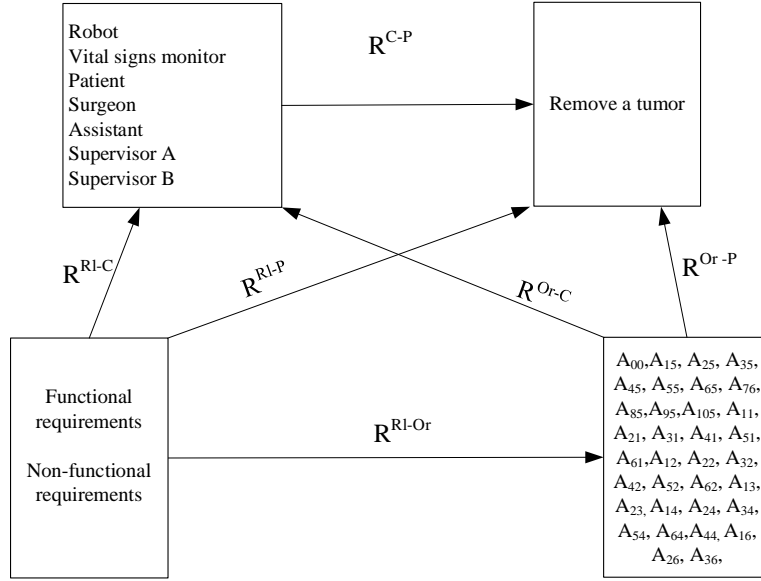 Robot
Vital signs monitor
Patient
Surgeon
Assistant
Supervisor A
Supervisor B
R^C-P
Remove a tumor
R^Rl-C
R^Rl-P
R^Or-C
R^Or -P
Functional
requirements
Non-functional
requirements
R^Rl-Or
A₀₀,A₁₅, A₂₅, A₃₅,
A₄₅, A₅₅, A₆₅, A₇₆,
A₈₅,A₉₅,A₁₀₅, A₁₁,
A₂₁, A₃₁, A₄₁, A₅₁,
A₆₁,A₁₂, A₂₂, A₃₂,
A₄₂, A₅₂, A₆₂, A₁₃,
A₂₃, A₁₄, A₂₄, A₃₄,
A₅₄, A₆₄,A₄₄, A₁₆,
A₂₆, A₃₆,